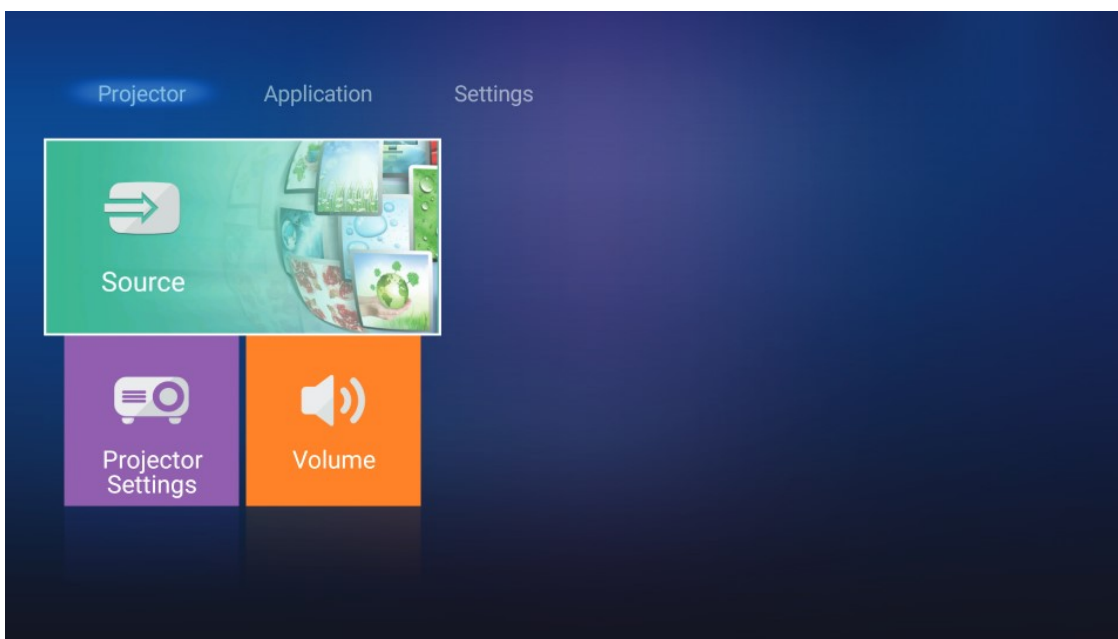 Projector
Application
Settings
Source
Projector
Settings
Volume